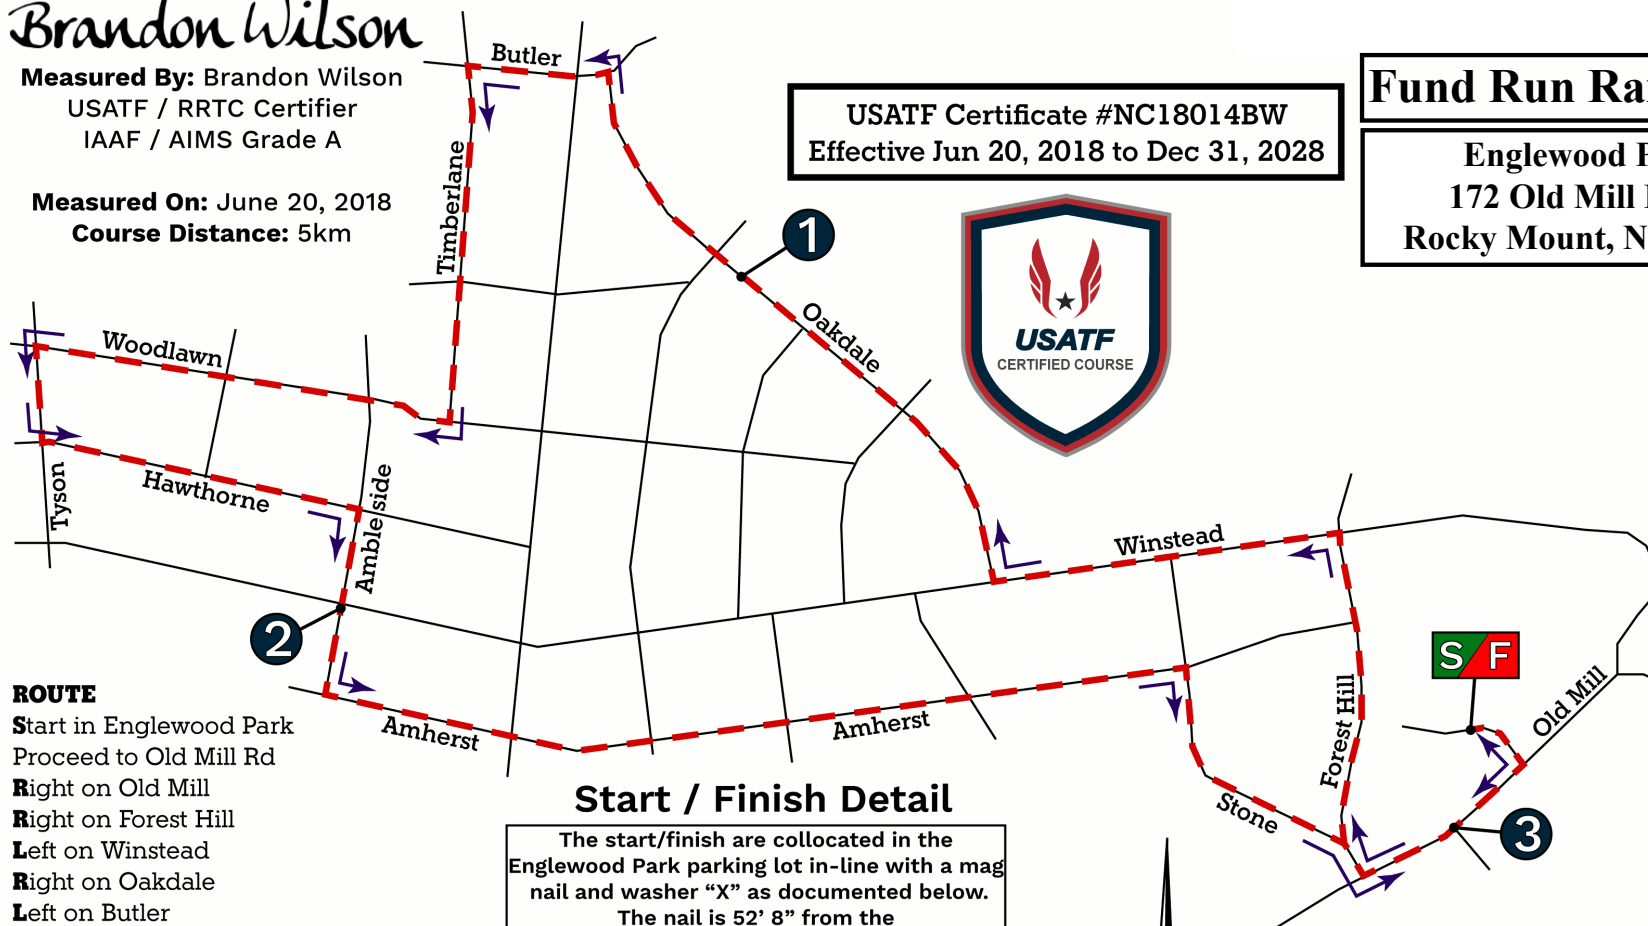 Brandon Wilson
Measured By: Brandon Wilson
USATF / RRTC Certifier
IAAF / AIMS Grade A
Measured On: June 20, 2018
Course Distance: 5km
USATF Certificate #NC18014BW
Effective Jun 20, 2018 to Dec 31, 2028
Fund Run
Englewood
172 Old Mill
Rocky Mount,
USATF
CERTIFIED COURSE
Butler
Timberlane
1
Oakdale
Woodlawn
Hawthorne
Tyson
Ambleside
2
Winstead
S F
Old Mill
Forest Hill
Amherst
Amherst
Stone
3
ROUTE
Start in Englewood Park
Proceed to Old Mill Rd
Right on Old Mill
Right on Forest Hill
Left on Winstead
Right on Oakdale
Left on Butler
Start / Finish Detail
The start/finish are collocated in the
Englewood Park parking lot in-line with a mag
nail and washer “X” as documented below.
The nail is 52’ 8” from the